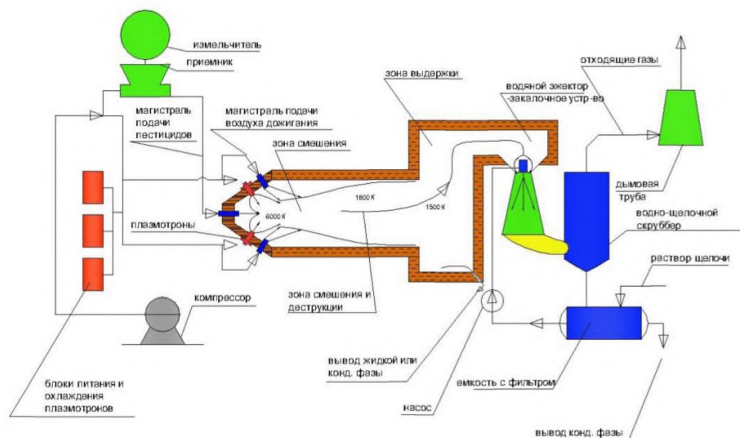 измельчитель
приемник
магистраль
подачи
пестицидов
магистраль подачи
воздуха дожигания
зона смешения
зона выдержки
водяной эжектор
-закалочное устр-во
отходящие газы
дымовая
труба
водно-щелочной
скруббер
раствор щелочи
плазмотроны
6000 К
1800 К
1500 К
компрессор
зона смешения и
деструкции
блоки питания и
охлаждения
плазмотронов
вывод жидкой или
конд. фазы
насос
емкость с фильтром
вывод конд. фазы